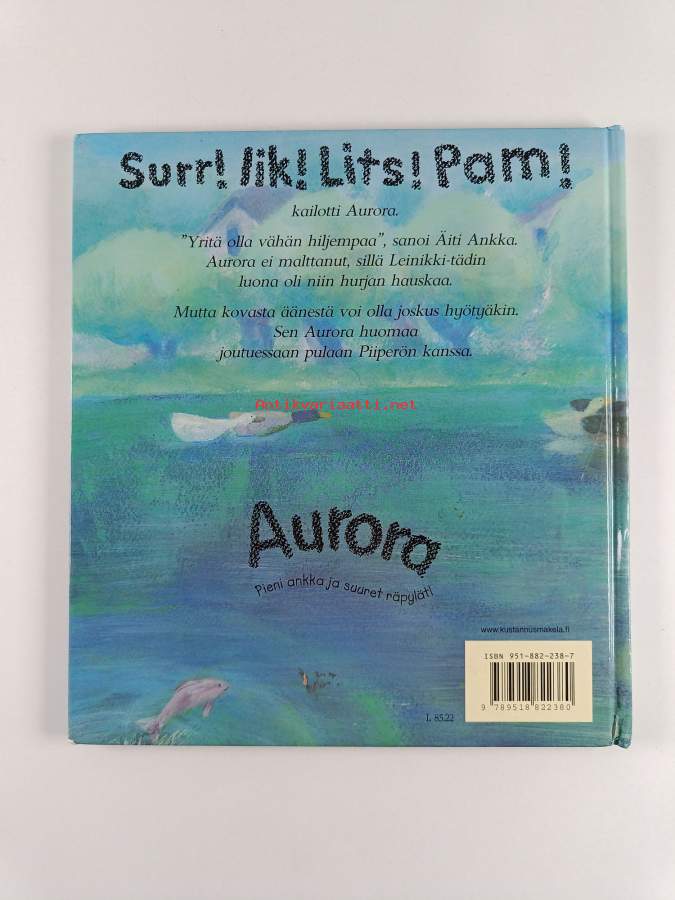 Surr! Iik! Lits! Pam!
kailotti Aurora.
"Yritä olla vähän hiljempaa", sanoi Äiti Ankka.
Aurora ei malttanut, sillä Leinikki-tädin
luona oli niin hurjan hauskaa.
Mutta kovasta äänestä voi olla joskus hyötyäkin.
Sen Aurora huomaa
joutuessaan pulaan Piiperön kanssa.
Antikvariaatti.net
Aurora
Pieni ankka ja suuret räpylät!
www.kustannusmakela.fi
ISBN 951-882-238-7
9 789518 822380
L 85.22